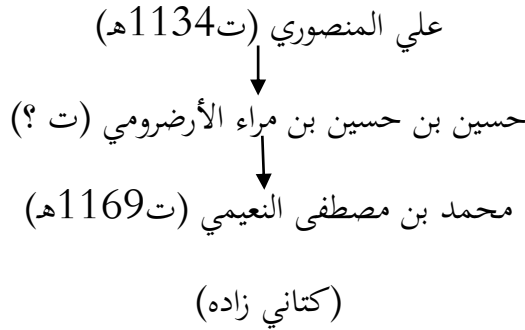 علي المنصوري (ت1134هـ)
حسين بن حسين بن مراء الأرضرومي (ت ؟)
محمد بن مصطفى النعيمي (ت1169هـ)
(كتاني زاده)